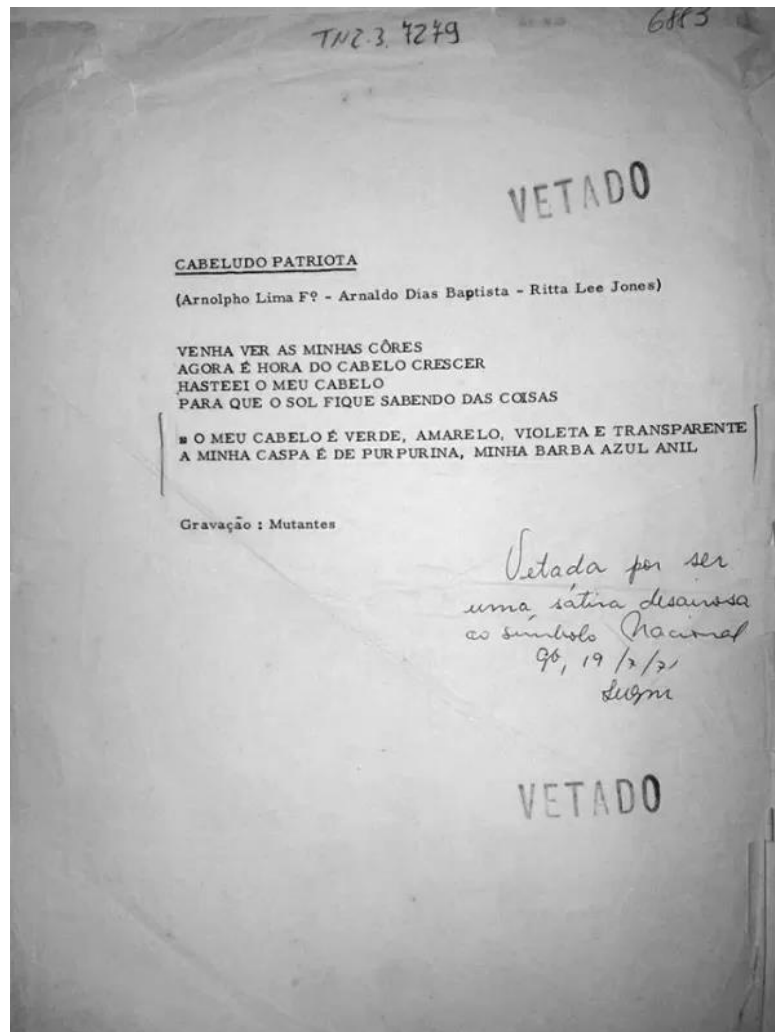 TN2.3.7279
6883
VETADO
CABELUDO PATRIOTA
(Arnolpho Lima Fº - Arnaldo Dias Baptista - Ritta Lee Jones)
VENHA VER AS MINHAS CÔRES
AGORA É HORA DO CABELO CRESCER
HASTEEI O MEU CABELO
PARA QUE O SOL FIQUE SABENDO DAS COISAS
O MEU CABELO É VERDE, AMARELO, VIOLETA E TRANSPARENTE
A MINHA CASPA É DE PURPURINA, MINHA BARBA AZUL ANIL
Gravação : Mutantes
Vetada por ser
uma sátira desairosa
ao símbolo Nacional
19/7/71
VETADO